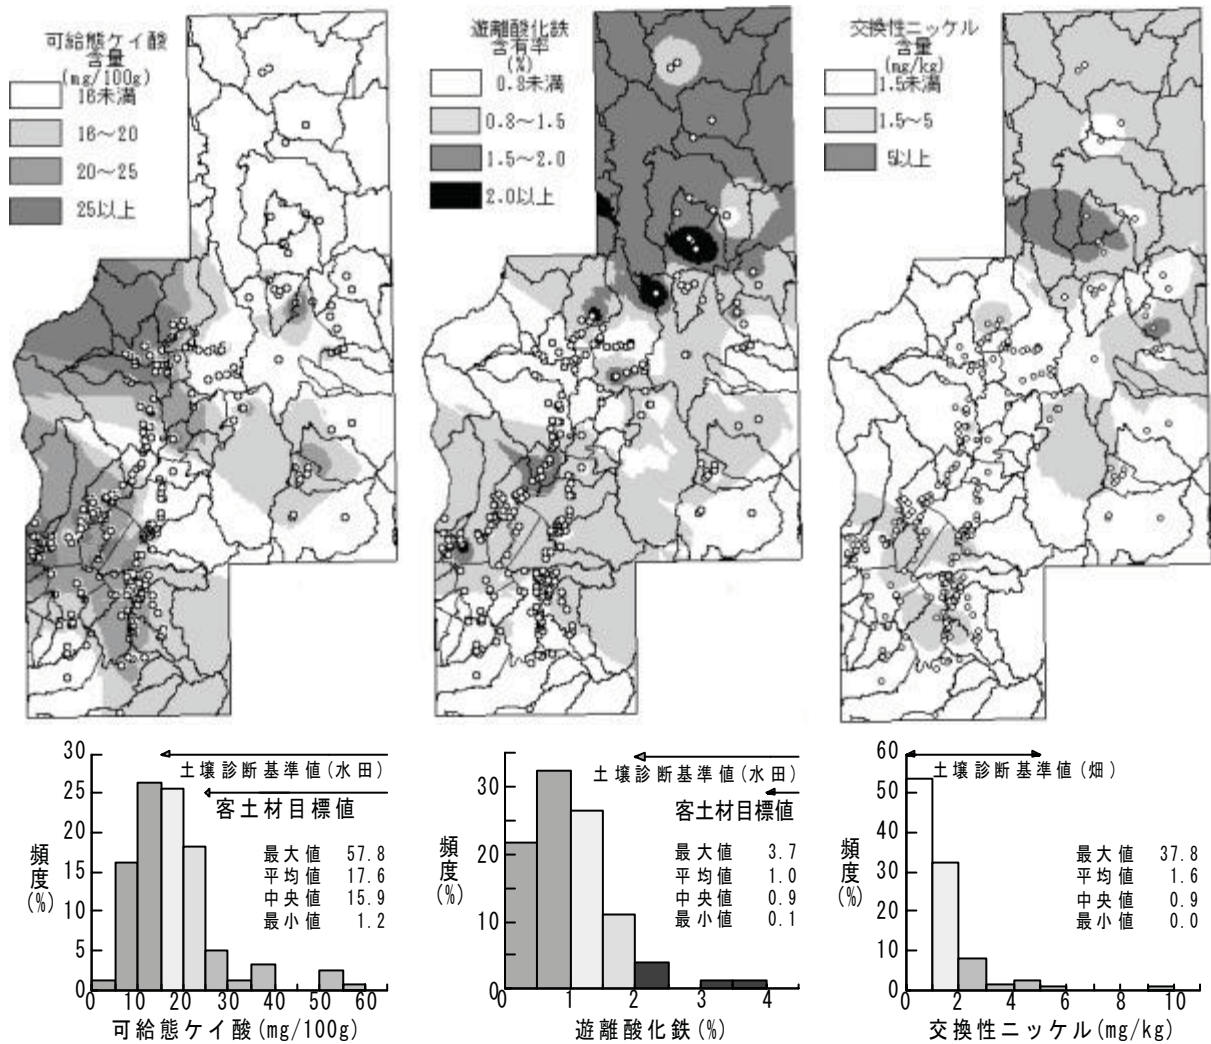 可給態ケイ酸
含量
(mg/100g)
16未満
16～20
20～25
25以上
遊離酸化鉄
含有率
(%)
0.8未満
0.8～1.5
1.5～2.0
2.0以上
交換性ニッケル
含量
(mg/kg)
1.5未満
1.5～5
5以上
30
25
20
15
10
5
0
頻度(%)
土壌診断基準値(水田)
客土材目標値
最大値 57.8
平均値 17.6
中央値 15.9
最小値 1.2
0 10 20 30 40 50 60
可給態ケイ酸(mg/100g)
30
20
10
0
頻度(%)
土壌診断基準値(水田)
客土材目標値
最大値 3.7
平均値 1.0
中央値 0.9
最小値 0.1
0 1 2 3 4
遊離酸化鉄(%)
60
50
40
30
20
10
0
頻度(%)
土壌診断基準値(畑)
最大値 37.8
平均値 1.6
中央値 0.9
最小値 0.0
0 2 4 6 8 10
交換性ニッケル(mg/kg)